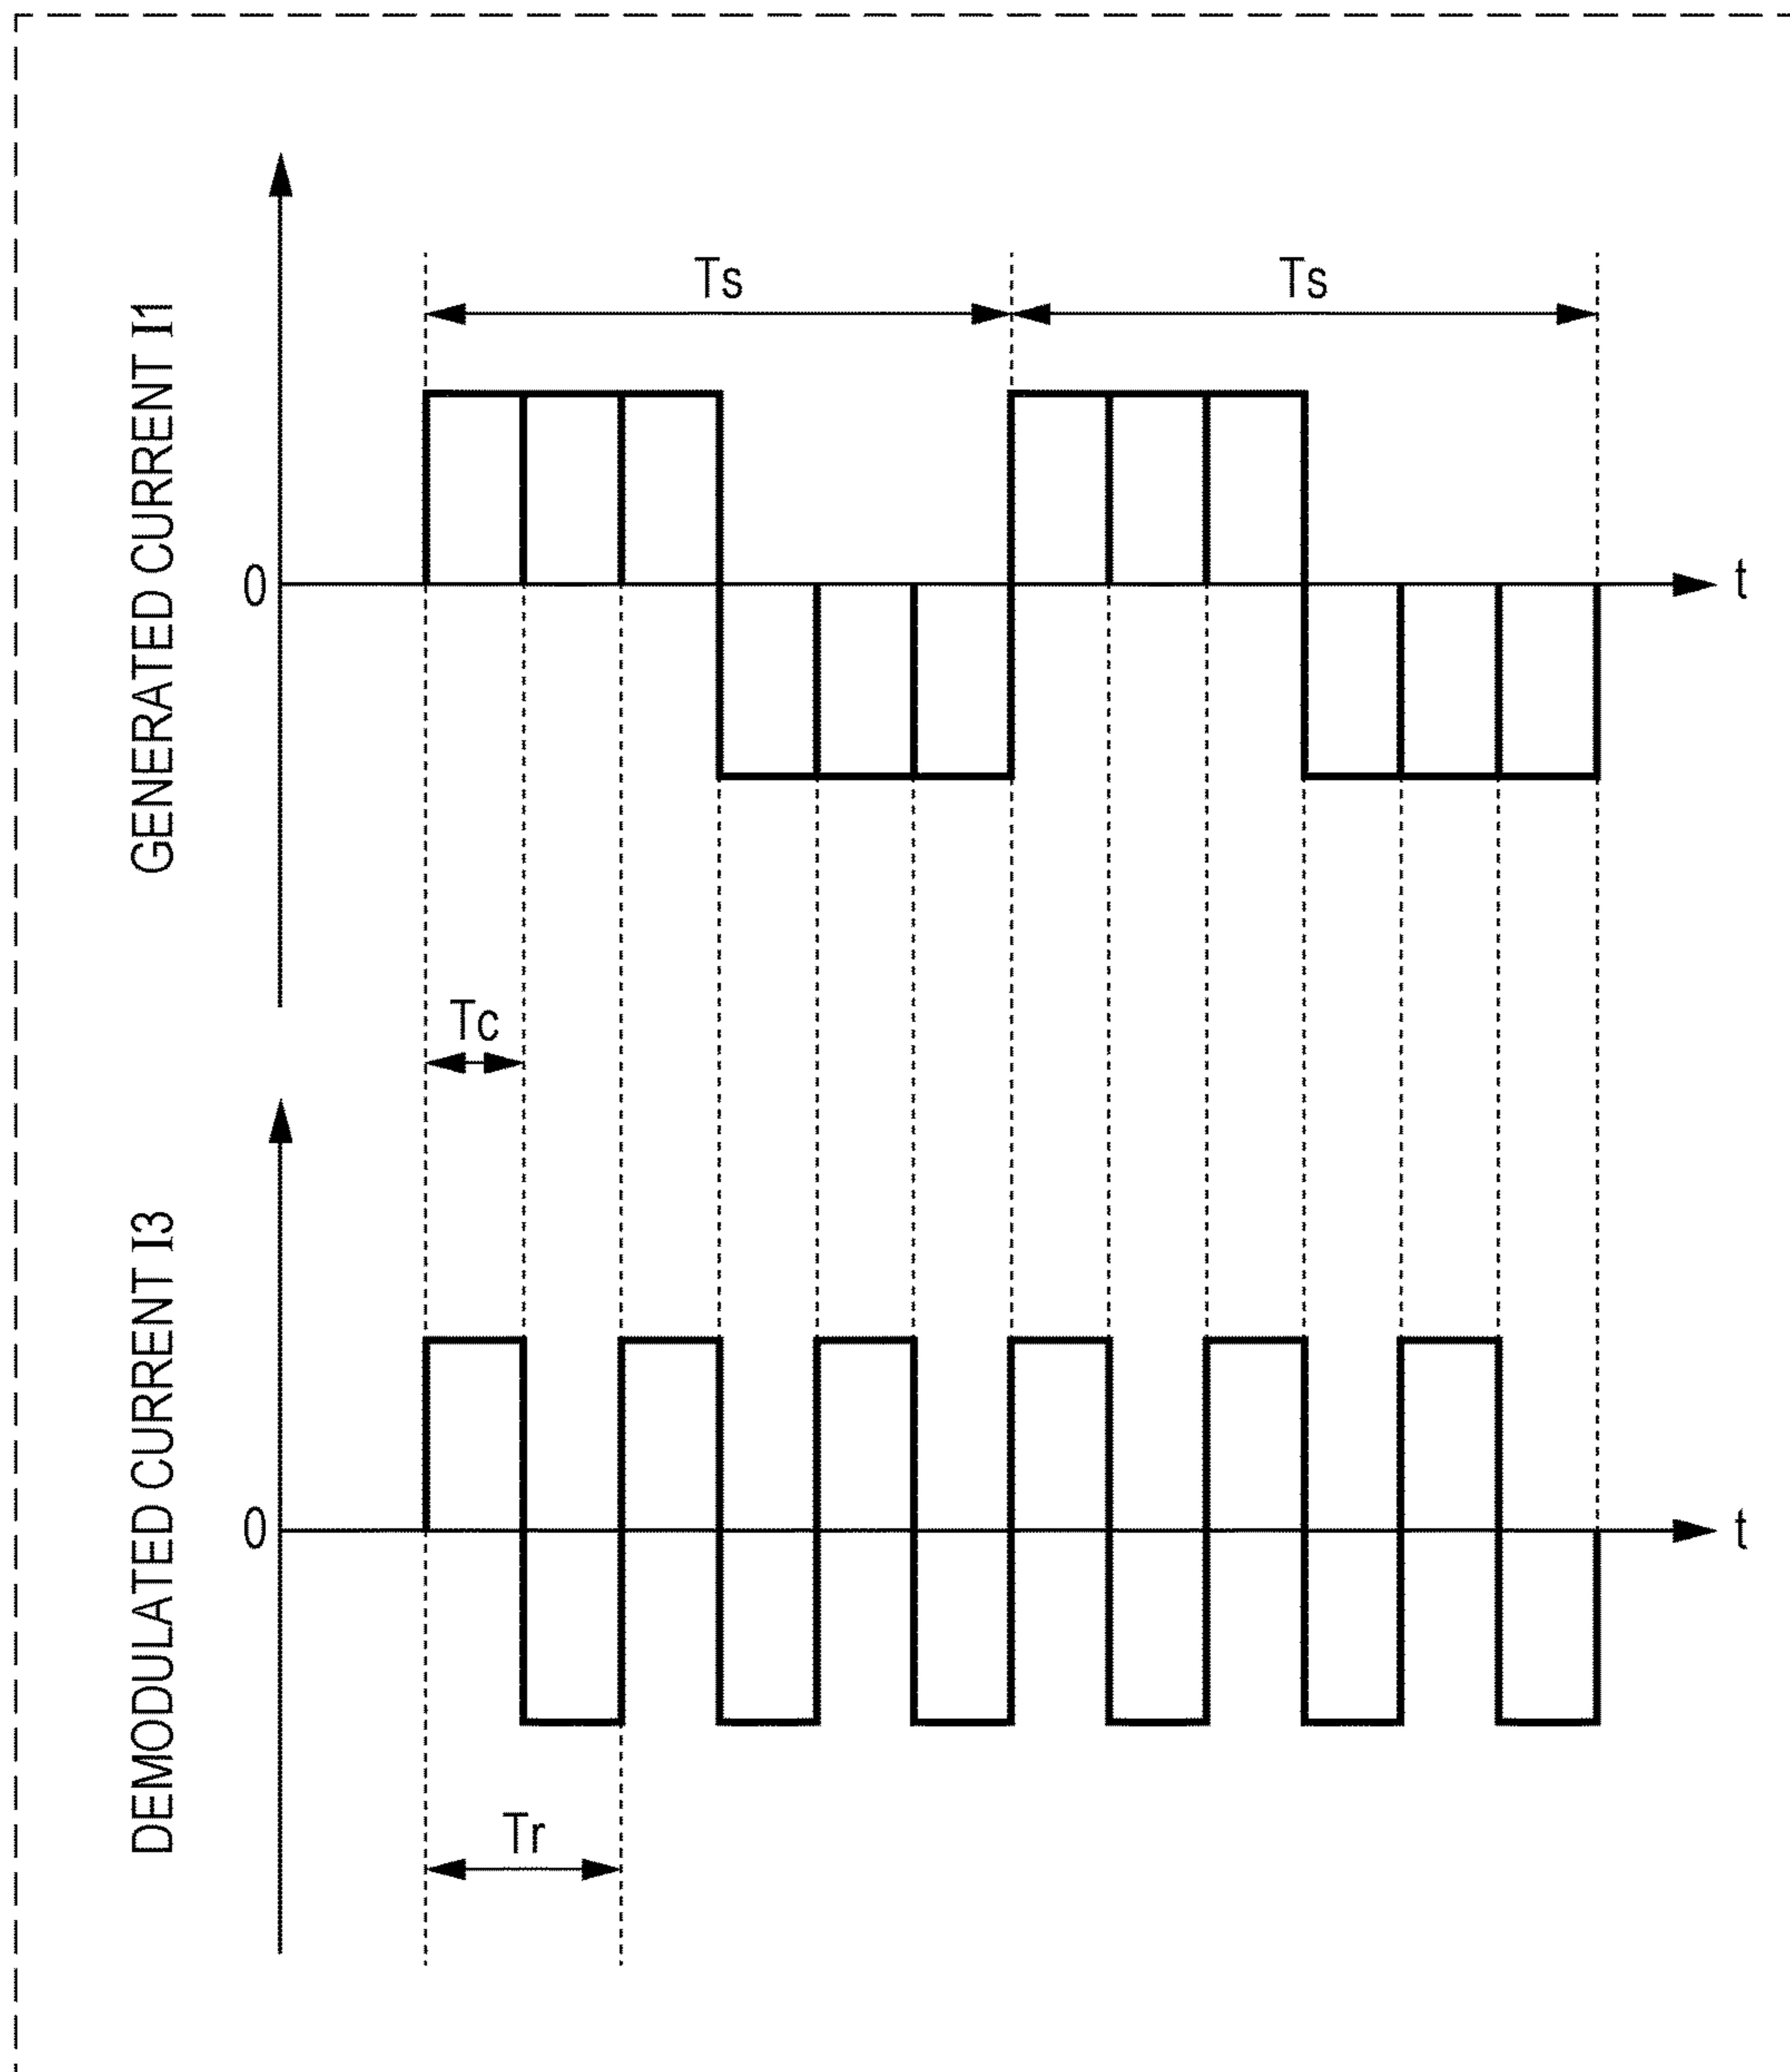 GENERATED CURRENT I1
Ts
Ts
0
t
Tc
DEMODULATED CURRENT I3
0
t
Tr